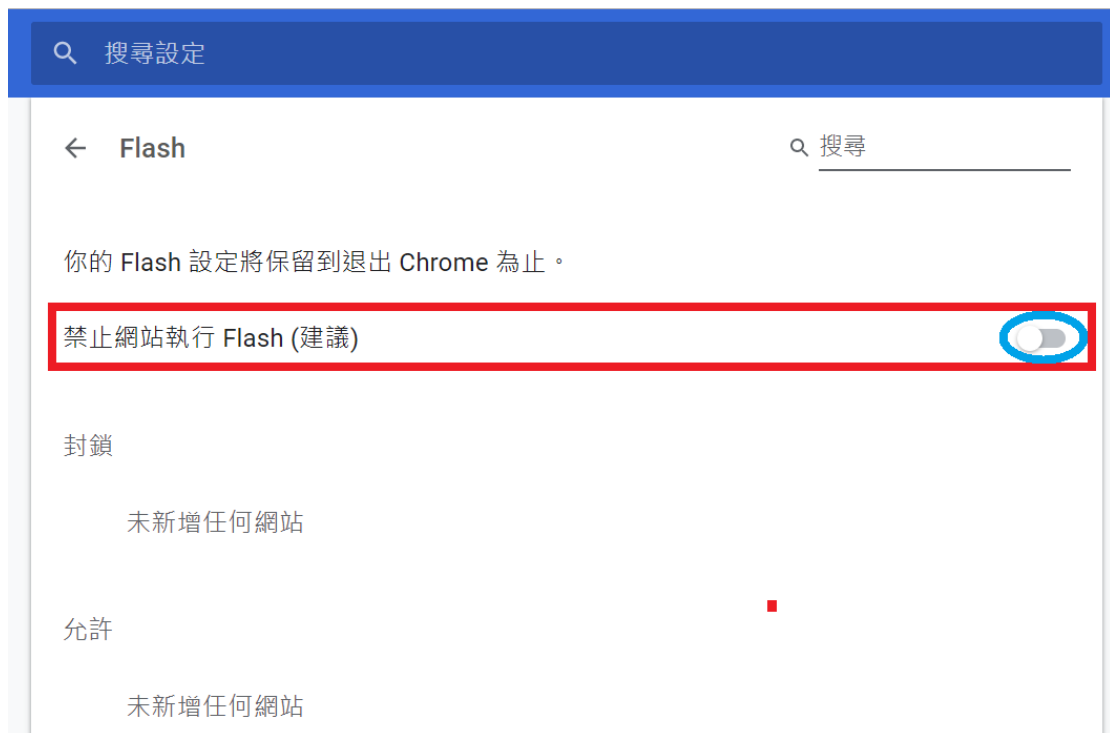 搜尋設定
Flash
搜尋
你的 Flash 設定將保留到退出 Chrome 為止。
禁止網站執行 Flash (建議)
封鎖
未新增任何網站
允許
未新增任何網站